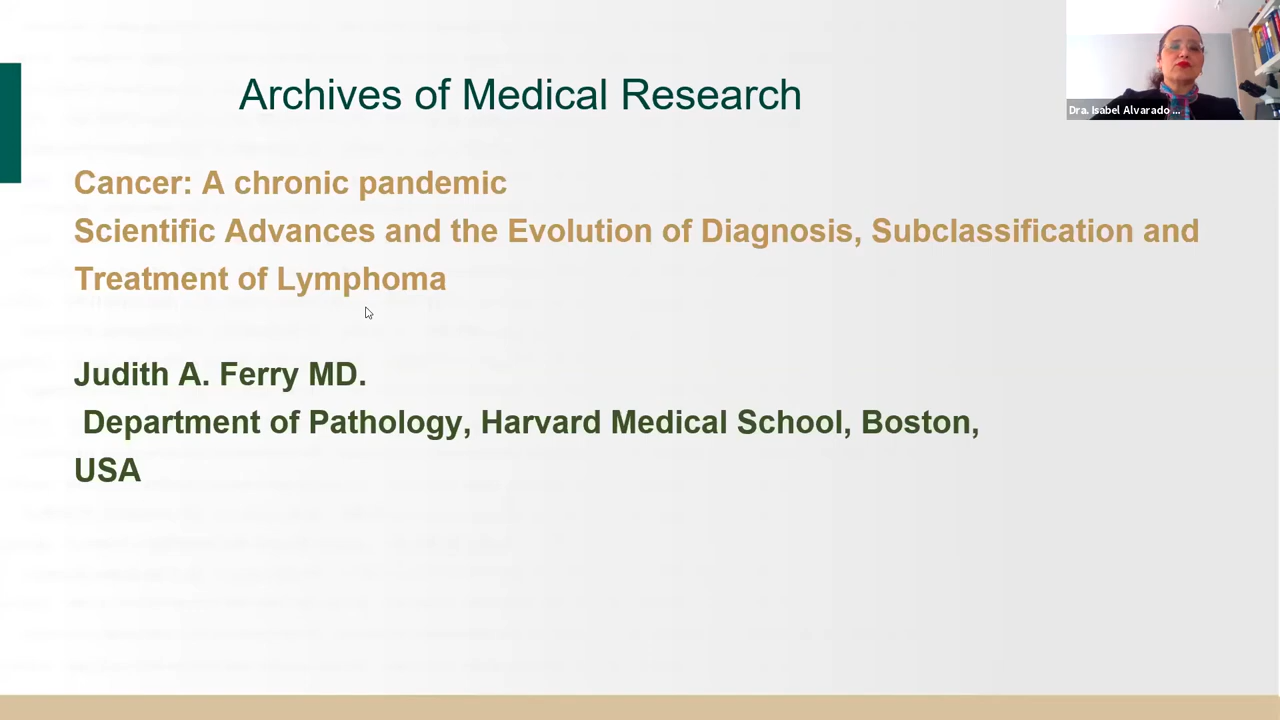 Archives of Medical Research
Dra. Isabel Alvarado ...
Cancer: A chronic pandemic
Scientific Advances and the Evolution of Diagnosis, Subclassification and
Treatment of Lymphoma
Judith A. Ferry MD.
Department of Pathology, Harvard Medical School, Boston,
USA